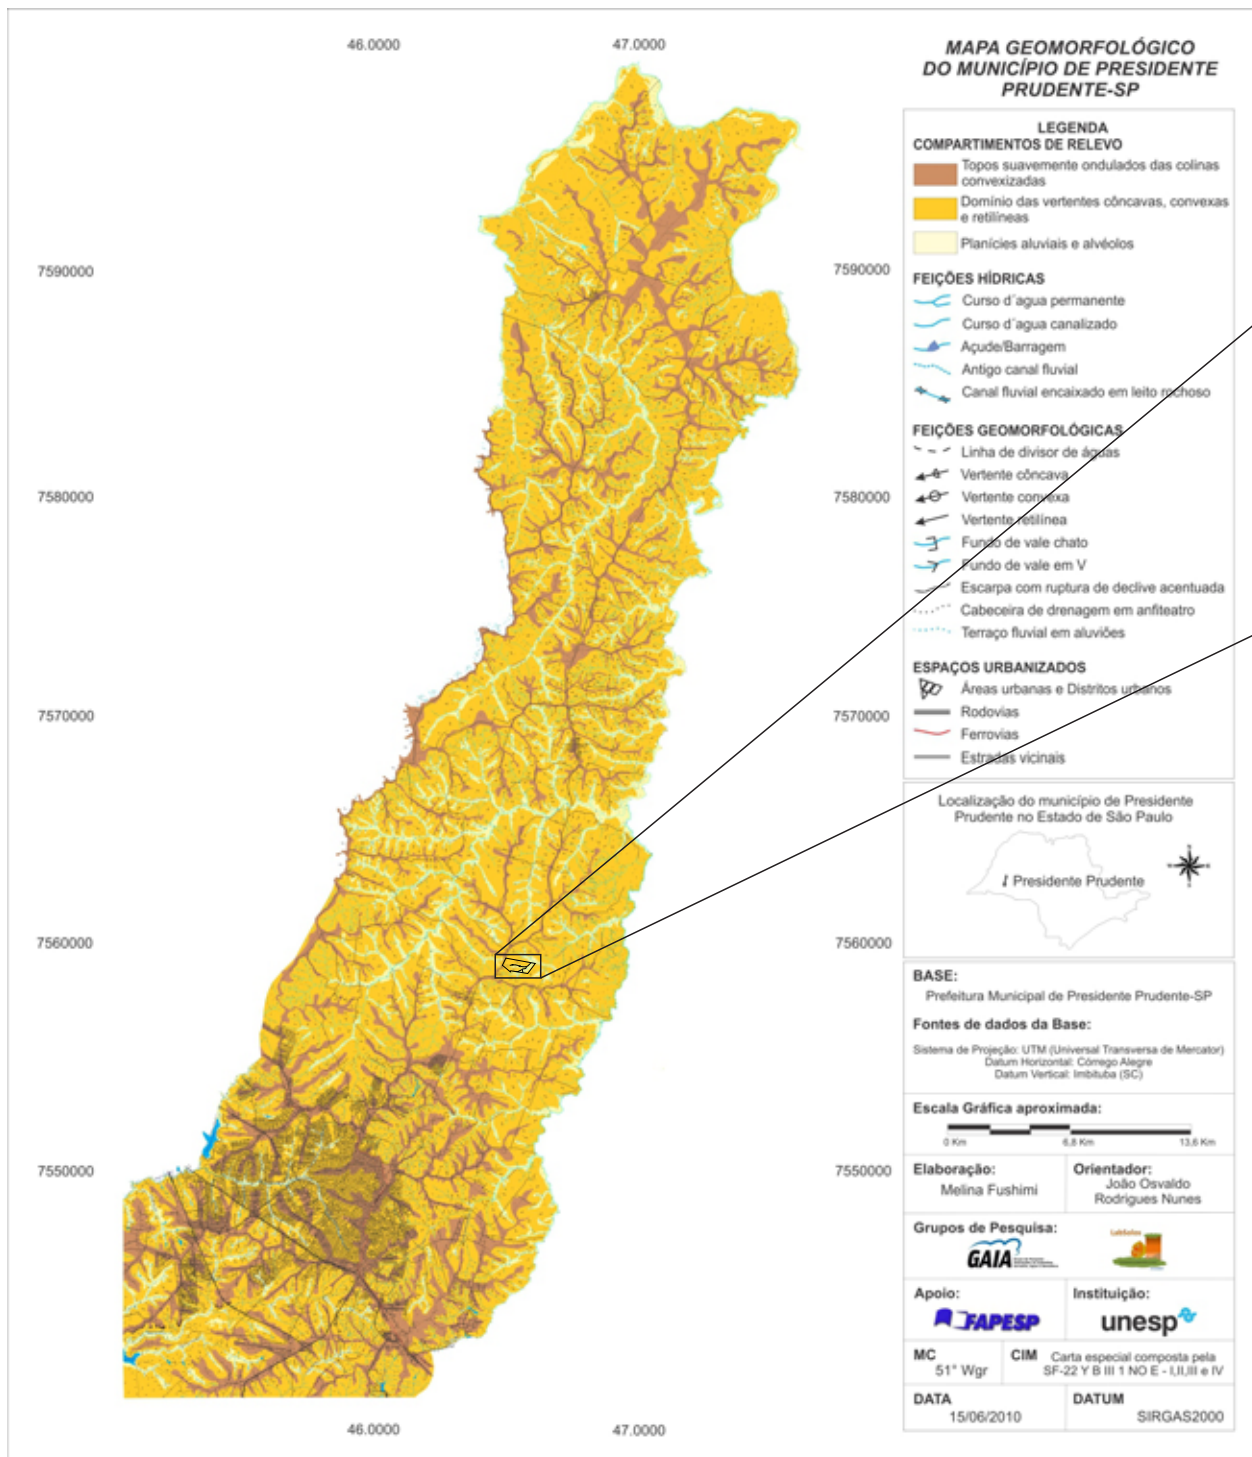 46.0000
47.0000
7590000
7590000
7580000
7580000
7570000
7570000
7560000
7560000
7550000
7550000
46.0000
47.0000
MAPA GEOMORFOLÓGICO
DO MUNICÍPIO DE PRESIDENTE
PRUDENTE-SP
LEGENDA
COMPARTIMENTOS DE RELEVO
Topos suavemente ondulados das colinas
convexizadas
Domínio das vertentes côncavas, convexas
e retilíneas
Planícies aluviais e alvéolos
FEIÇÕES HÍDRICAS
Curso d´agua permanente
Curso d´agua canalizado
Açude/Barragem
Antigo canal fluvial
Canal fluvial encaixado em leito rochoso
FEIÇÕES GEOMORFOLÓGICAS
Linha de divisor de águas
Vertente côncava
Vertente convexa
Vertente retilínea
Fundo de vale chato
Fundo de vale em V
Escarpa com ruptura de declive acentuada
Cabeceira de drenagem em anfiteatro
Terraço fluvial em aluviões
ESPAÇOS URBANIZADOS
Áreas urbanas e Distritos urbanos
Rodovias
Ferrovias
Estradas vicinais
Localização do município de Presidente
Prudente no Estado de São Paulo
Presidente Prudente
BASE:
Prefeitura Municipal de Presidente Prudente-SP
Fontes de dados da Base:
Sistema de Projeção: UTM (Universal Transversa de Mercator)
Datum Horizontal: Córrego Alegre
Datum Vertical: Imbituba (SC)
Escala Gráfica aproximada:
0 Km 6,8 Km 13,6 Km
Elaboração:
Melina Fushimi
Orientador:
João Osvaldo
Rodrigues Nunes
Grupos de Pesquisa:
GAIA
Apoio:
FAPESP
Instituição:
unesp
MC
51° Wgr
CIM Carta especial composta pela
SF-22 Y B III 1 NO E - I,II,III e IV
DATA
15/06/2010
DATUM
SIRGAS2000